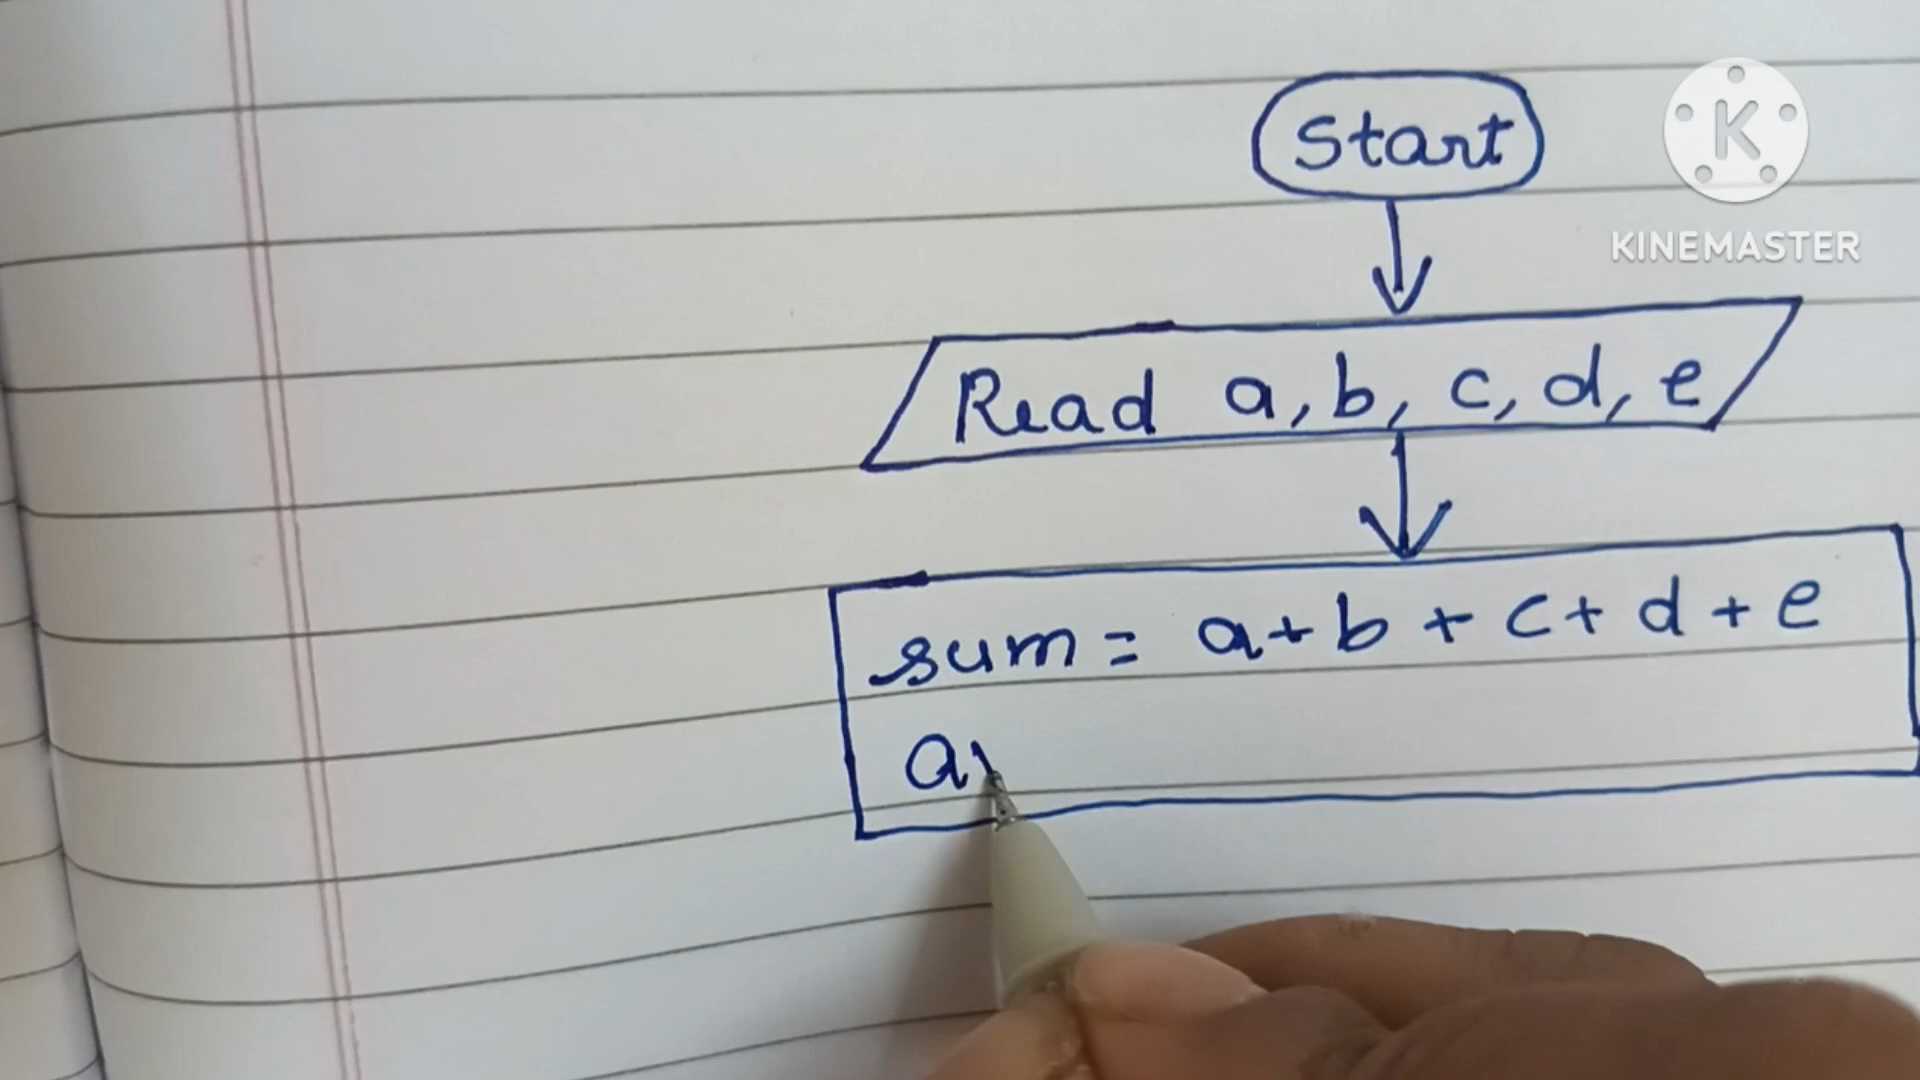 Start
K
KINEMASTER
Read a, b, c, d, e
sum = a + b + c + d + e